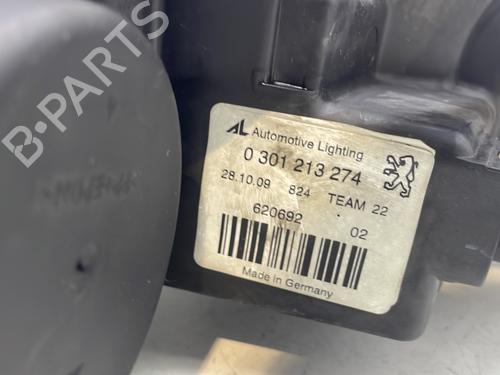 B-PARTS
AL Automotive Lighting
0 301 213 274
28.10.09 824 TEAM 22
620692 02
Made in Germany